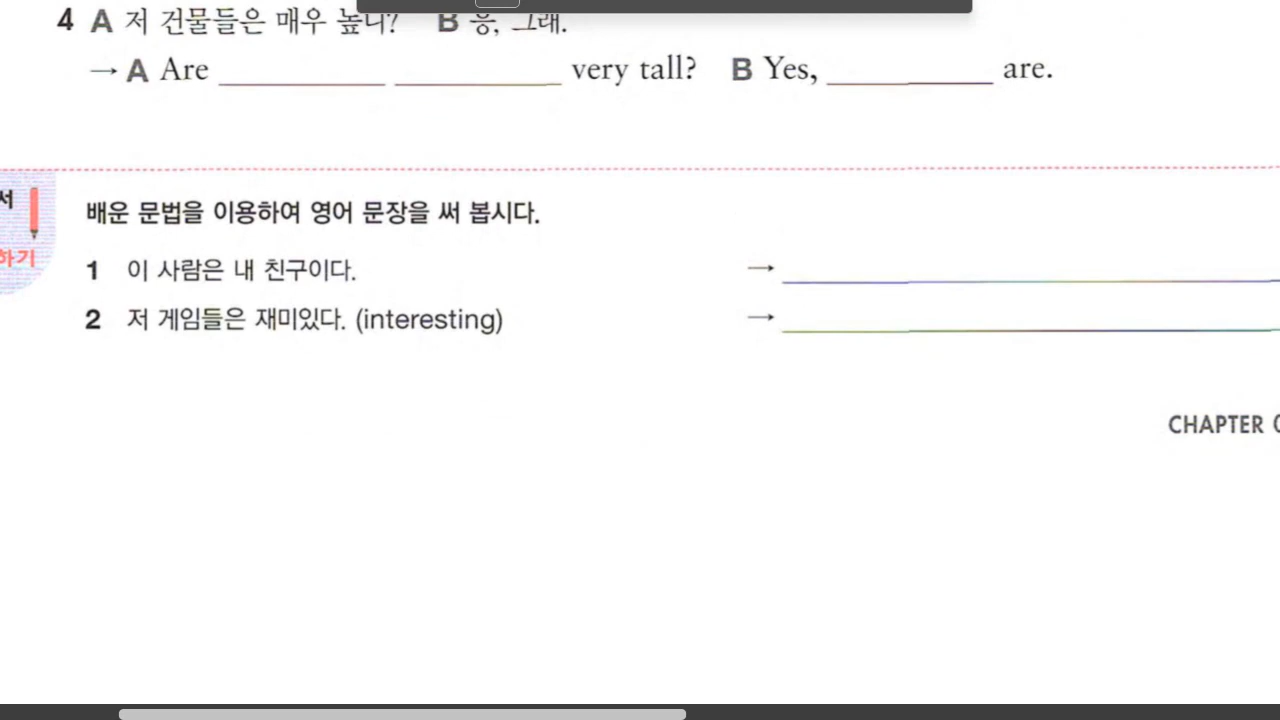 4 A 저 건물들은 매우 높니? B 응, 그래.
→ A Are very tall? B Yes, are.
서
하기
배운 문법을 이용하여 영어 문장을 써 봅시다.
1 이 사람은 내 친구이다. →
2 저 게임들은 재미있다. (interesting) →
CHAPTER